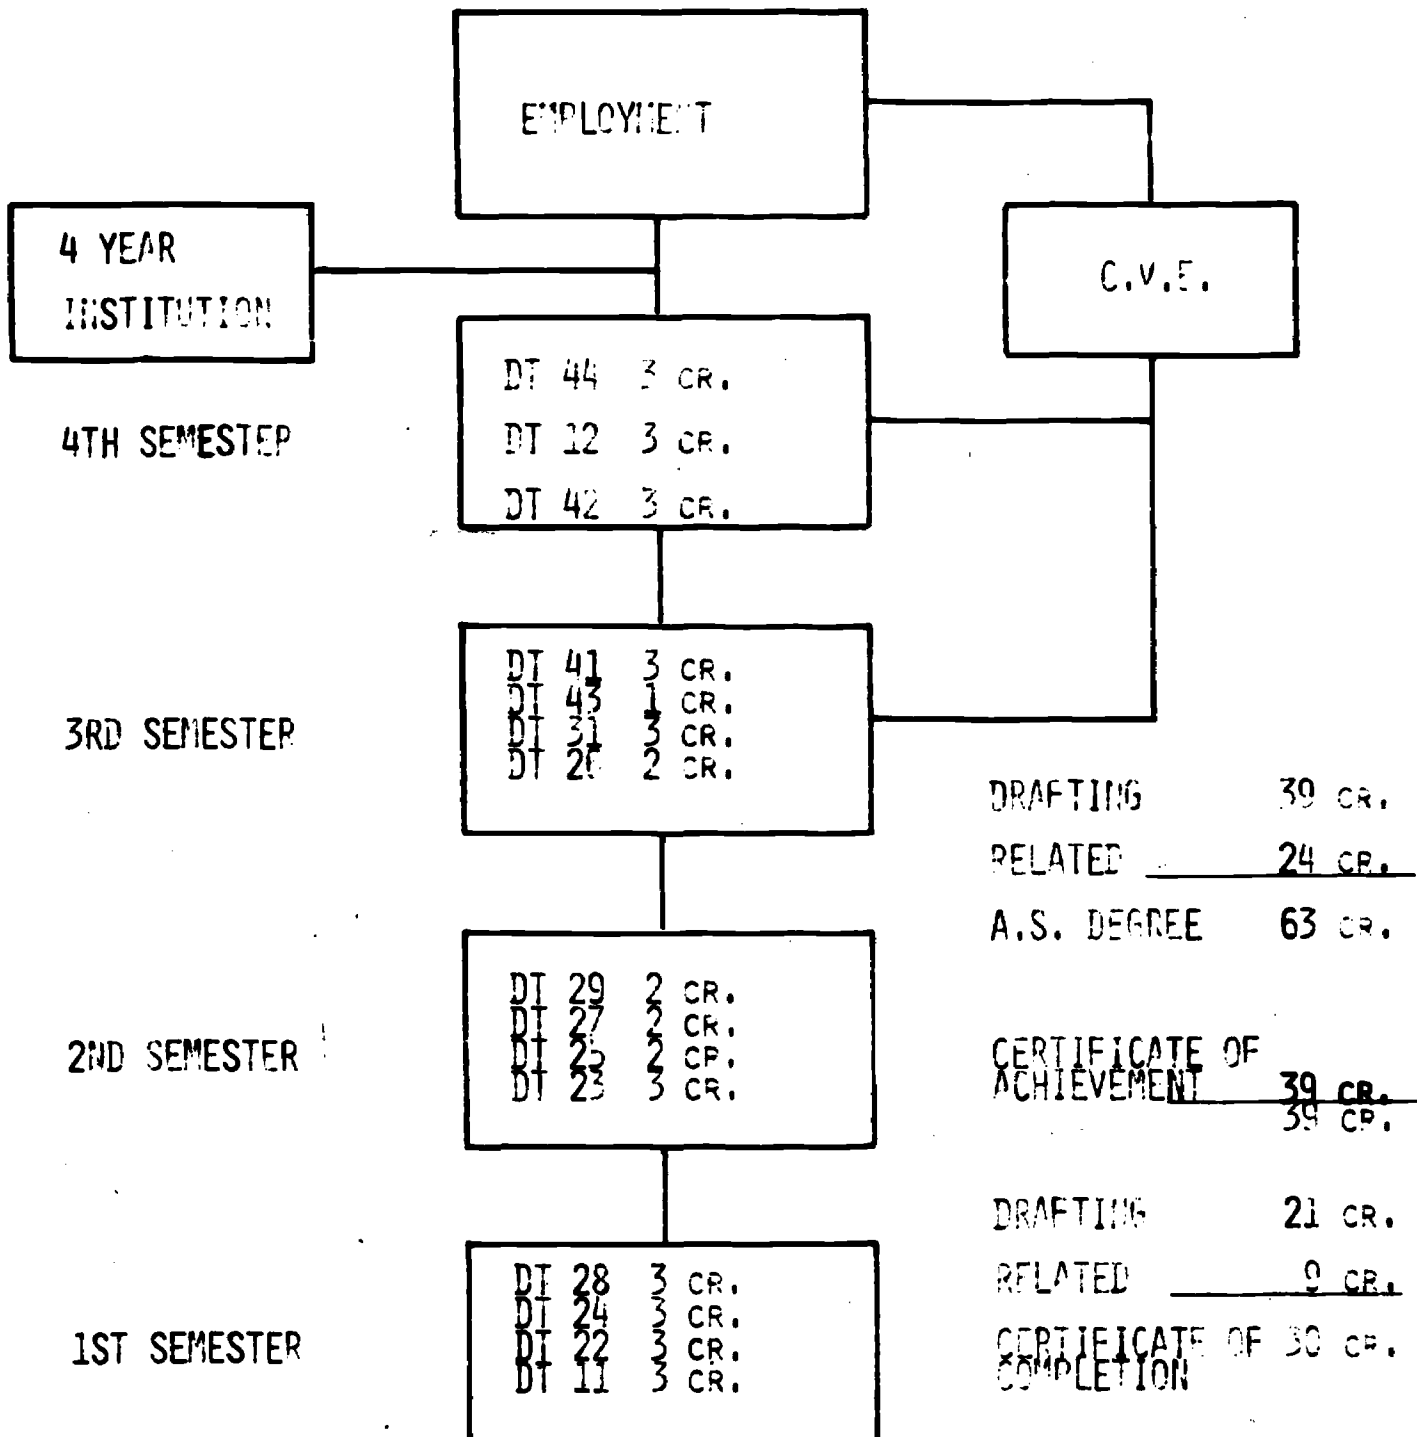 EMPLOYMENT
4 YEAR
INSTITUTION
C.V.E.
4TH SEMESTER
DT 44 3 CR.
DT 12 3 CR.
DT 42 3 CR.
3RD SEMESTER
DT 41 3 CR.
DT 43 1 CR.
DT 31 3 CR.
DT 2 CR.
2ND SEMESTER
DT 29 2 CR.
DT 27 2 CR.
DT 25 2 CR.
DT 23 3 CR.
1ST SEMESTER
DT 28 3 CR.
DT 24 3 CR.
DT 22 3 CR.
DT 11 3 CR.
DRAFTING 39 CR.
RELATED 24 CR.
A.S. DEGREE 63 CR.
CERTIFICATE OF
ACHIEVEMENT 39 CR.
39 CR.
DRAFTING 21 CR.
RELATED 9 CR.
CERTIFICATE OF 30 CR.
COMPLETION